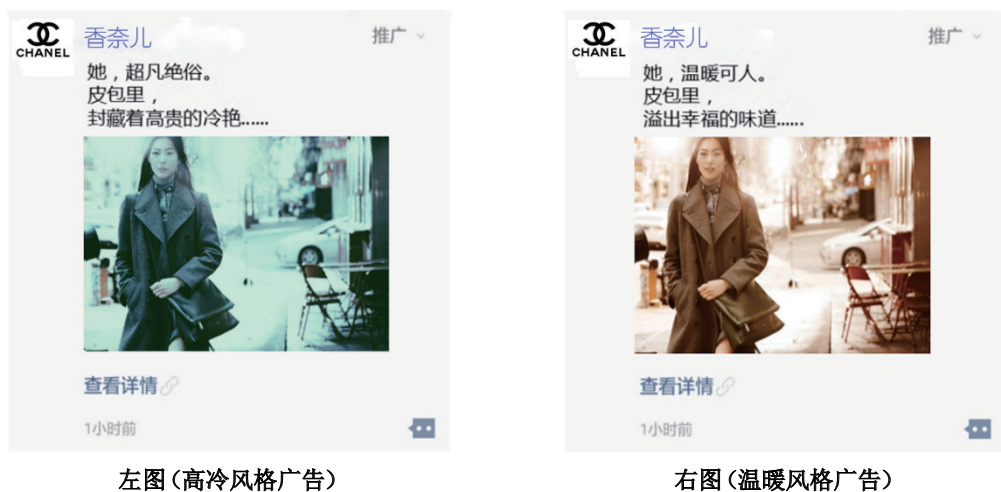 CHANEL
香奈儿
推广
她，超凡绝俗。
皮包里，
封藏着高贵的冷艳......
查看详情
1小时前
左图(高冷风格广告)
CHANEL
香奈儿
推广
她，温暖可人。
皮包里，
溢出幸福的味道......
查看详情
1小时前
右图(温暖风格广告)